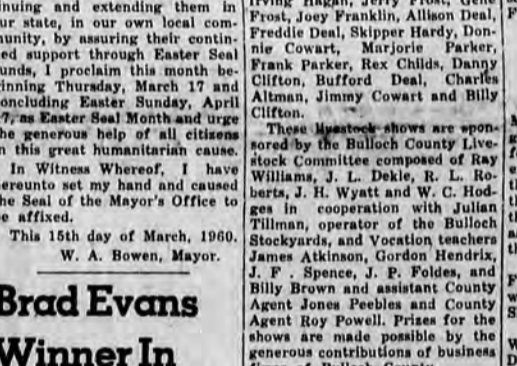 nuing and extending them in
ur state, in our own local com-
unity, by assuring their contin-
ed support through Easter Seal
unds, I proclaim this month be-
inning Thursday, March 17 and
oncluding Easter Sunday, April
7, as Easter Seal Month and urge
he generous help of all citizens
n this great humanitarian cause.
In Witness Whereof, I have
ereunto set my hand and caused
he Seal of the Mayor's Office to
e affixed.
This 15th day of March, 1960.
W. A. Bowen, Mayor.
Brad Evans
Winner In
Irving Hagan, Jerry Frost, Gene
Frost, Joey Franklin, Allison Deal,
Freddie Deal, Skipper Hardy, Don-
nie Cowart, Marjorie Parker,
Frank Parker, Rex Childs, Danny
Clifton, Bufford Deal, Charles
Altman, Jimmy Cowart and Billy
Clifton.
These livestock shows are spon-
sored by the Bulloch County Live-
stock Committee composed of Ray
Williams, J. L. Dekle, R. L. Ro-
berts, J. H. Wyatt and W. C. Hod-
ges in cooperation with Julian
Tillman, operator of the Bulloch
Stockyards, and Vocation teachers
James Atkinson, Gordon Hendrix,
J. F . Spence, J. P. Foldes, and
Billy Brown and assistant County
Agent Jones Peebles and County
Agent Roy Powell. Prizes for the
shows are made possible by the
generous contributions of business